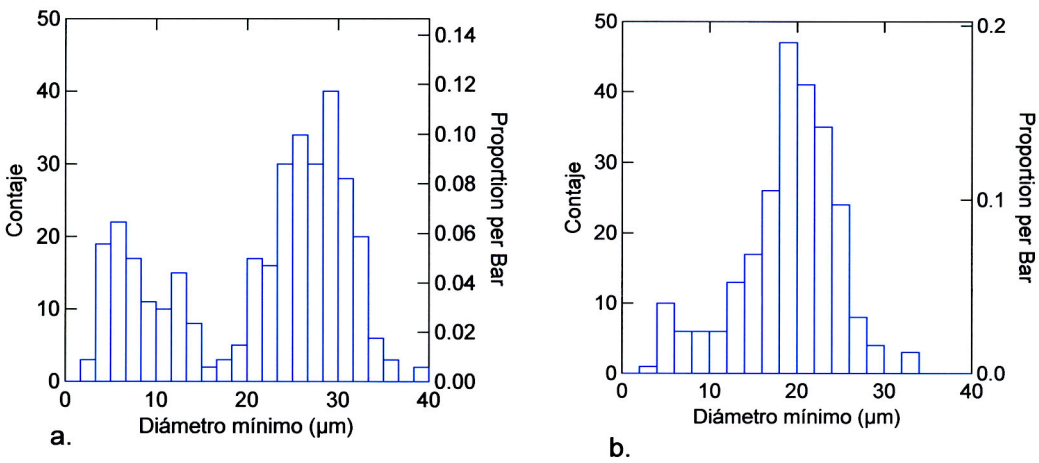 50
40
30
20
10
0
Contaje
0.14
0.12
0.10
0.08
0.06
0.04
0.02
0.00
Proportion per Bar
0 10 20 30 40
Diámetro mínimo (µm)
a.
50
40
30
20
10
0
Contaje
0.2
0.1
0.0
Proportion per Bar
0 10 20 30 40
Diámetro mínimo (µm)
b.